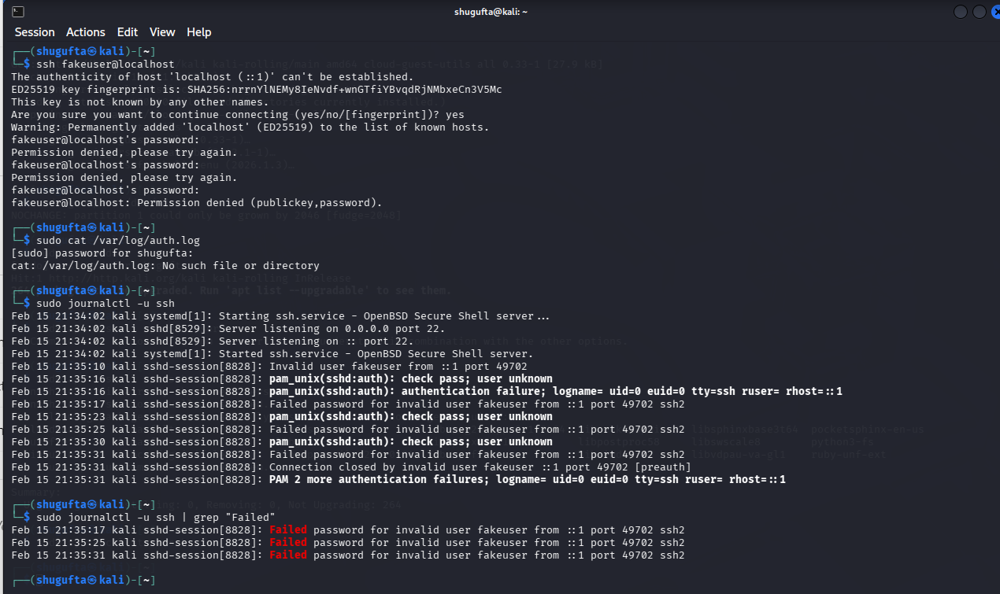 shugufta@kali: ~
Session Actions Edit View Help
┌──(shugufta㉿kali)-[~]
└─$ ssh fakeuser@localhost
The authenticity of host 'localhost (::1)' can't be established.
ED25519 key fingerprint is: SHA256:nrrnYlNEMy8IeNvdf+wnGTfiYBvqdRjNMbxeCn3V5Mc
This key is not known by any other names.
Are you sure you want to continue connecting (yes/no/[fingerprint])? yes
Warning: Permanently added 'localhost' (ED25519) to the list of known hosts.
fakeuser@localhost's password:
Permission denied, please try again.
fakeuser@localhost's password:
Permission denied, please try again.
fakeuser@localhost's password:
fakeuser@localhost: Permission denied (publickey,password).
┌──(shugufta㉿kali)-[~]
└─$ sudo cat /var/log/auth.log
[sudo] password for shugufta:
cat: /var/log/auth.log: No such file or directory
┌──(shugufta㉿kali)-[~]
└─$ sudo journalctl -u ssh
Feb 15 21:34:02 kali systemd[1]: Starting ssh.service - OpenBSD Secure Shell server...
Feb 15 21:34:02 kali sshd[8529]: Server listening on 0.0.0.0 port 22.
Feb 15 21:34:02 kali sshd[8529]: Server listening on :: port 22.
Feb 15 21:34:02 kali systemd[1]: Started ssh.service - OpenBSD Secure Shell server.
Feb 15 21:35:10 kali sshd-session[8828]: Invalid user fakeuser from ::1 port 49702
Feb 15 21:35:16 kali sshd-session[8828]: pam_unix(sshd:auth): check pass; user unknown
Feb 15 21:35:16 kali sshd-session[8828]: pam_unix(sshd:auth): authentication failure; logname= uid=0 euid=0 tty=ssh ruser= rhost=::1
Feb 15 21:35:17 kali sshd-session[8828]: Failed password for invalid user fakeuser from ::1 port 49702 ssh2
Feb 15 21:35:23 kali sshd-session[8828]: pam_unix(sshd:auth): check pass; user unknown
Feb 15 21:35:25 kali sshd-session[8828]: Failed password for invalid user fakeuser from ::1 port 49702 ssh2
Feb 15 21:35:30 kali sshd-session[8828]: pam_unix(sshd:auth): check pass; user unknown
Feb 15 21:35:31 kali sshd-session[8828]: Failed password for invalid user fakeuser from ::1 port 49702 ssh2
Feb 15 21:35:31 kali sshd-session[8828]: Connection closed by invalid user fakeuser ::1 port 49702 [preauth]
Feb 15 21:35:31 kali sshd-session[8828]: PAM 2 more authentication failures; logname= uid=0 euid=0 tty=ssh ruser= rhost=::1
┌──(shugufta㉿kali)-[~]
└─$ sudo journalctl -u ssh | grep "Failed"
Feb 15 21:35:17 kali sshd-session[8828]: Failed password for invalid user fakeuser from ::1 port 49702 ssh2
Feb 15 21:35:25 kali sshd-session[8828]: Failed password for invalid user fakeuser from ::1 port 49702 ssh2
Feb 15 21:35:31 kali sshd-session[8828]: Failed password for invalid user fakeuser from ::1 port 49702 ssh2
┌──(shugufta㉿kali)-[~]